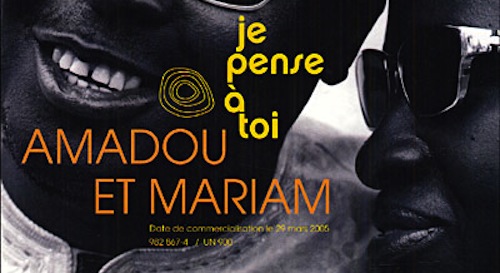 je
pense
à
toi
AMADOU
ET MARIAM
Date de commercialisation le 29 mars 2005
982 867-4 / UN 900